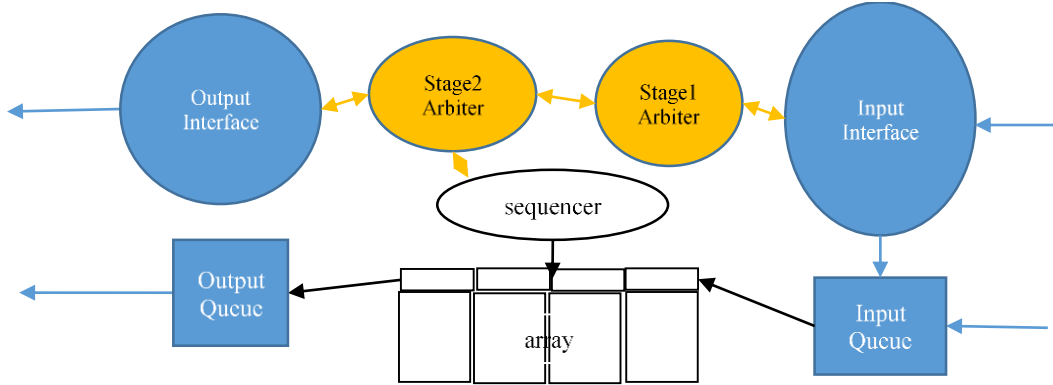 Output
Interface
Stage2
Arbiter
Stage1
Arbiter
Input
Interface
sequencer
Output
Queue
array
Input
Queue